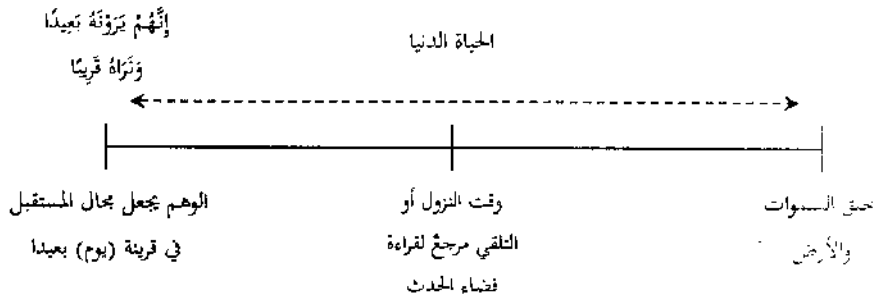 إِنَّهُمْ يَرَوْنَهُ بَعِيدًا
وَنَرَاهُ قَرِيبًا
الحياة الدنيا
خلق السموات
والأرض
وقت النزول أو
التلقي مرجعٌ لقراءة
فضاء الحدث
الوهم يجعل مجال المستقبل
في قرينة (يوم) بعيدا